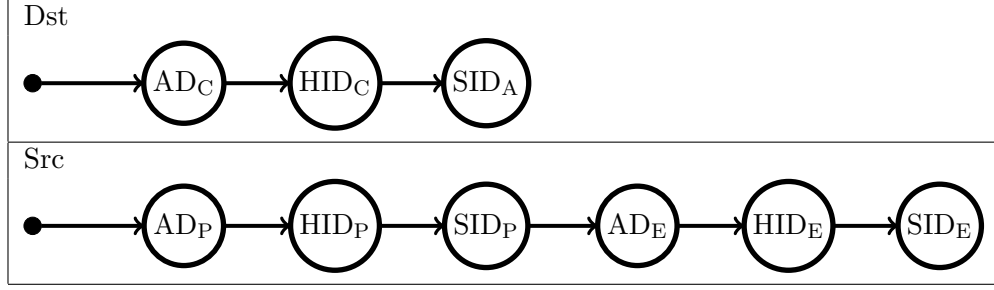 Dst
AD_C HID_C SID_A
Src
AD_P HID_P SID_P AD_E HID_E SID_E